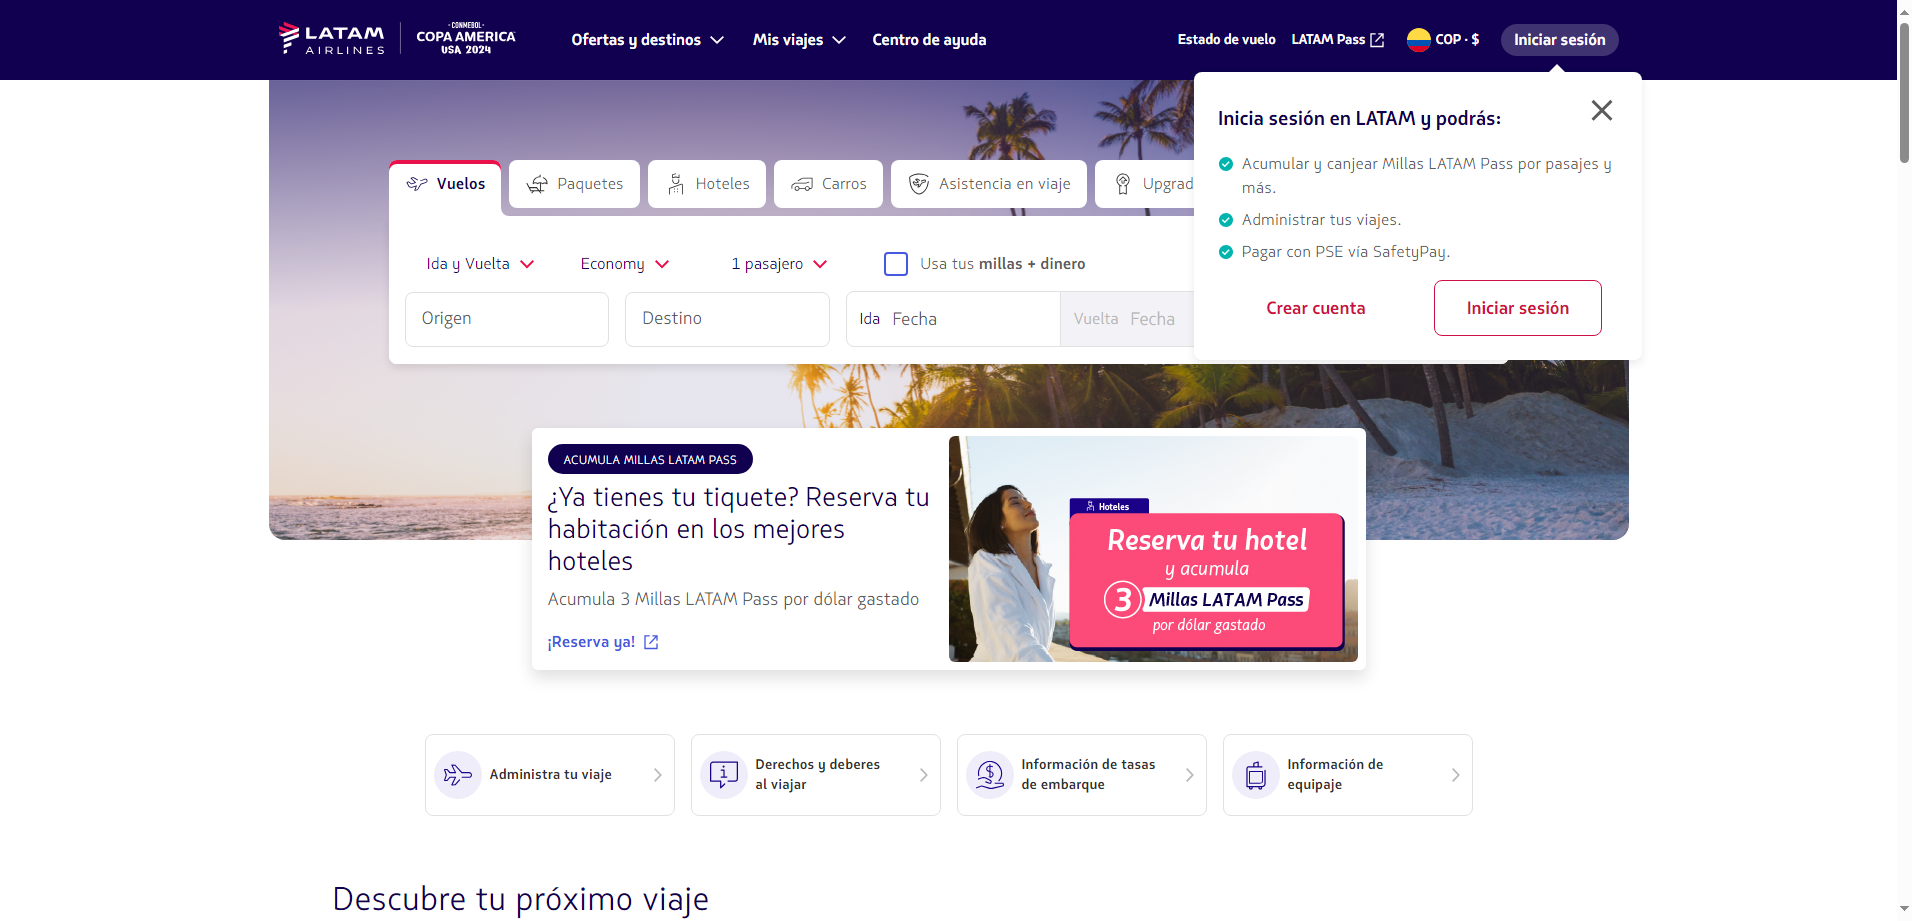 LATAM
AIRLINES
CONMEBOL
COPA AMERICA
USA 2024
Ofertas y destinos
Mis viajes
Centro de ayuda
Estado de vuelo
LATAM Pass
COP · $
Iniciar sesión
Inicia sesión en LATAM y podrás:
Acumular y canjear Millas LATAM Pass por pasajes y
más.
Administrar tus viajes.
Pagar con PSE vía SafetyPay.
Crear cuenta
Iniciar sesión
Vuelos
Paquetes
Hoteles
Carros
Asistencia en viaje
Upgrad
Ida y Vuelta
Economy
1 pasajero
Usa tus millas + dinero
Origen
Destino
Ida Fecha
Vuelta Fecha
ACUMULA MILLAS LATAM PASS
¿Ya tienes tu tiquete? Reserva tu
habitación en los mejores
hoteles
Acumula 3 Millas LATAM Pass por dólar gastado
¡Reserva ya!
Hoteles
Reserva tu hotel
y acumula
3 Millas LATAM Pass
por dólar gastado
Administra tu viaje
Derechos y deberes
al viajar
Información de tasas
de embarque
Información de
equipaje
Descubre tu próximo viaje